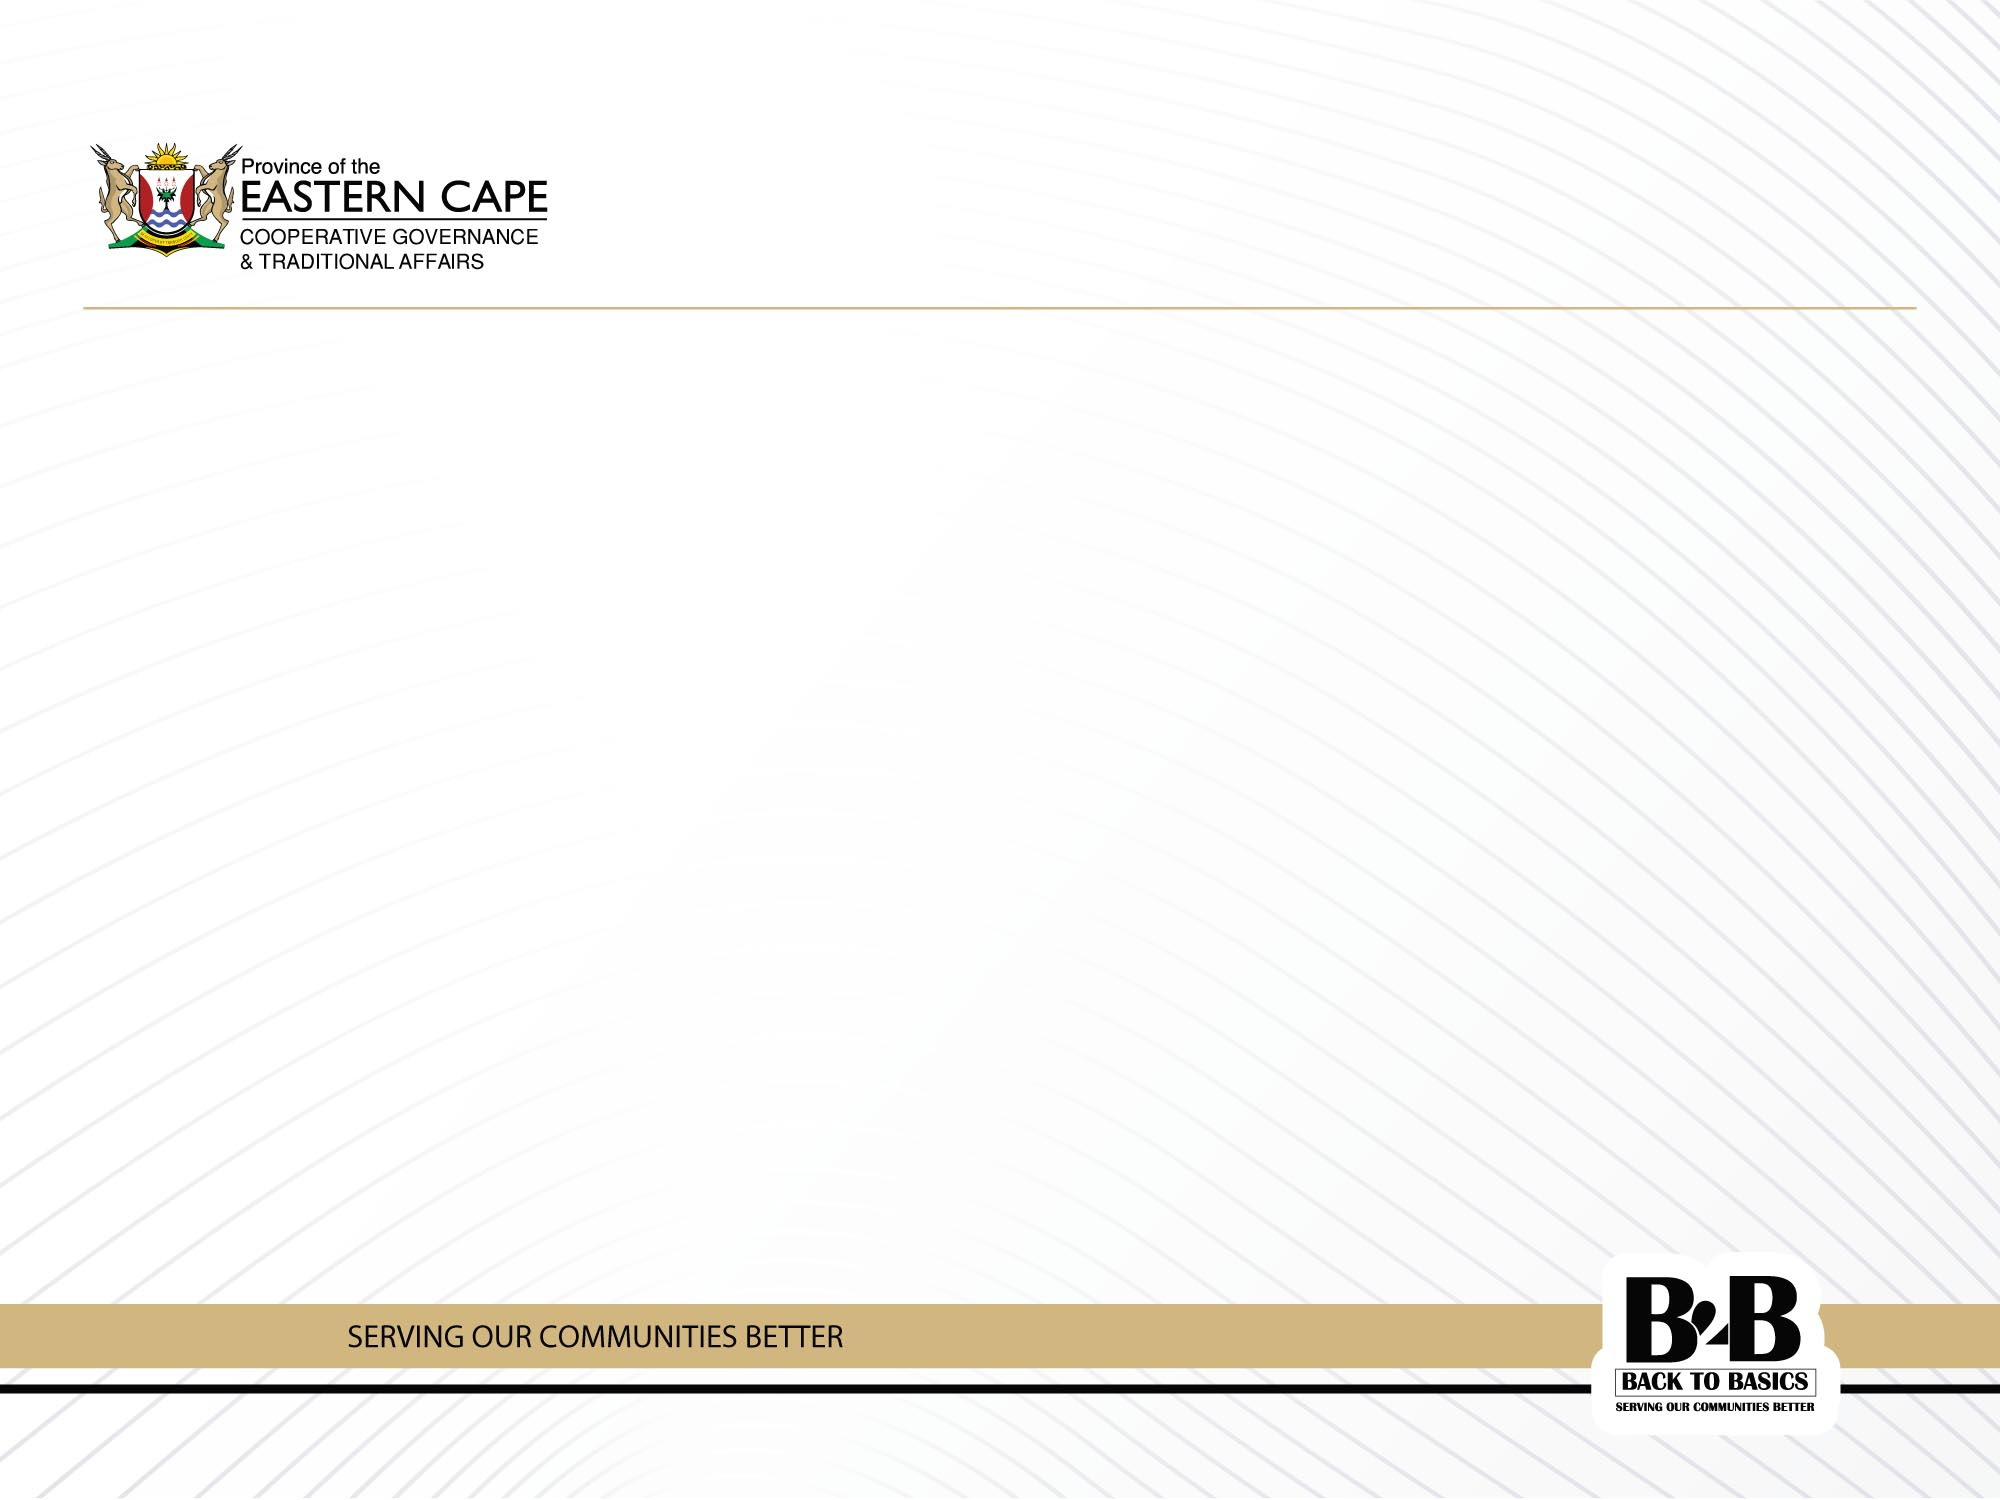 Province of the
EASTERN CAPE
COOPERATIVE GOVERNANCE
& TRADITIONAL AFFAIRS
SERVING OUR COMMUNITIES BETTER
B2B
BACK TO BASICS
SERVING OUR COMMUNITIES BETTER